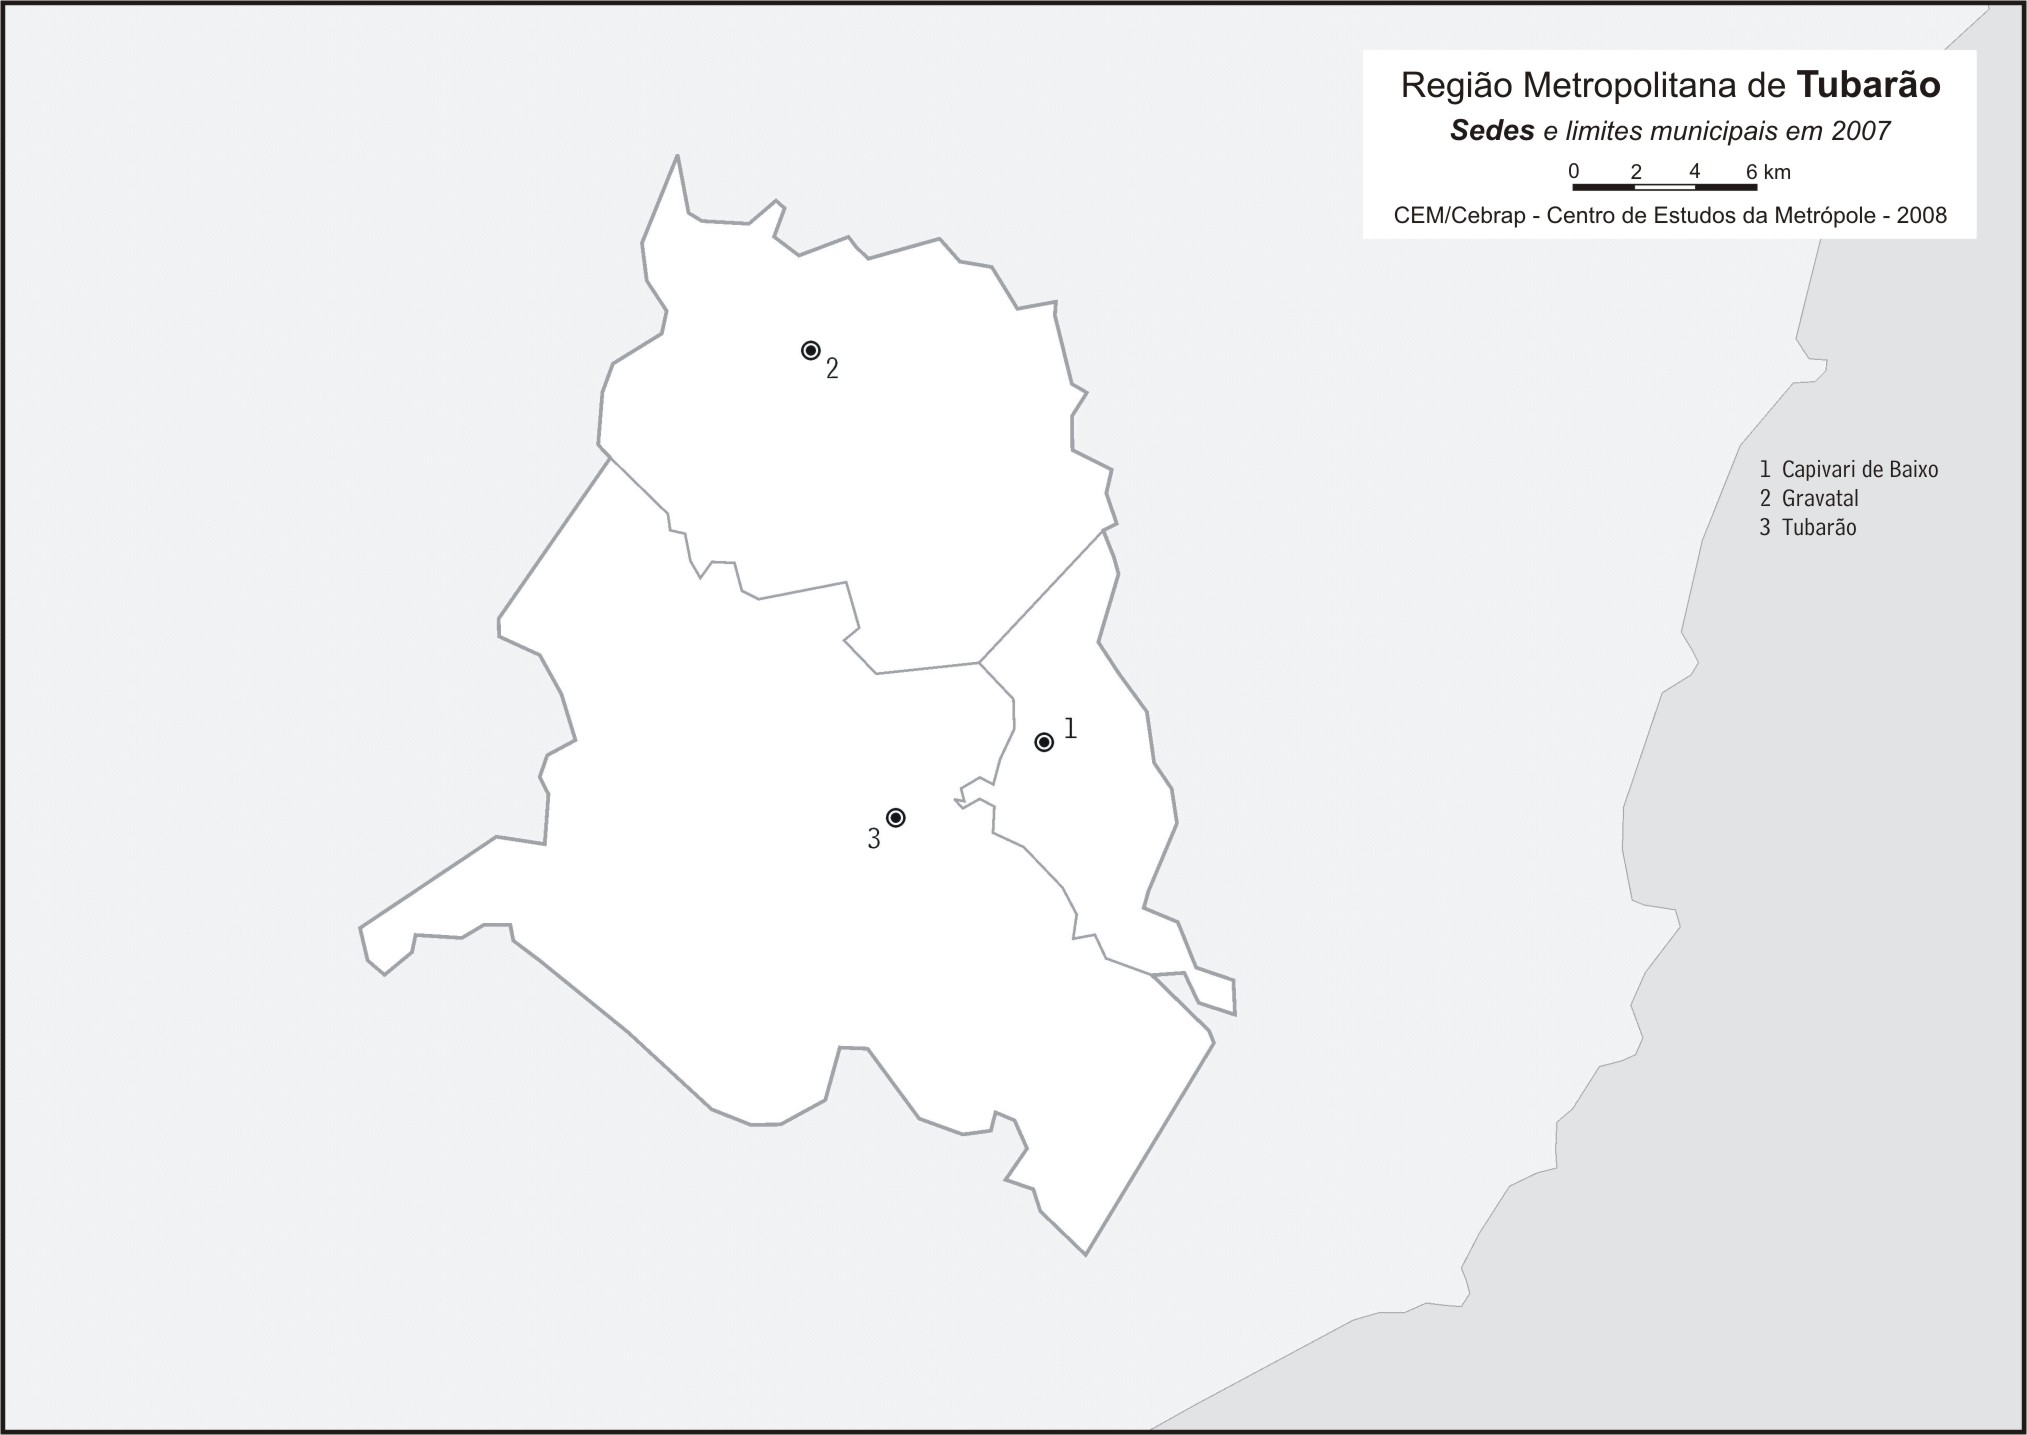 Região Metropolitana de Tubarão
Sedes e limites municipais em 2007
0 2 4 6 km
CEM/Cebrap - Centro de Estudos da Metrópole - 2008
2
1 Capivari de Baixo
2 Gravatal
3 Tubarão
1
3